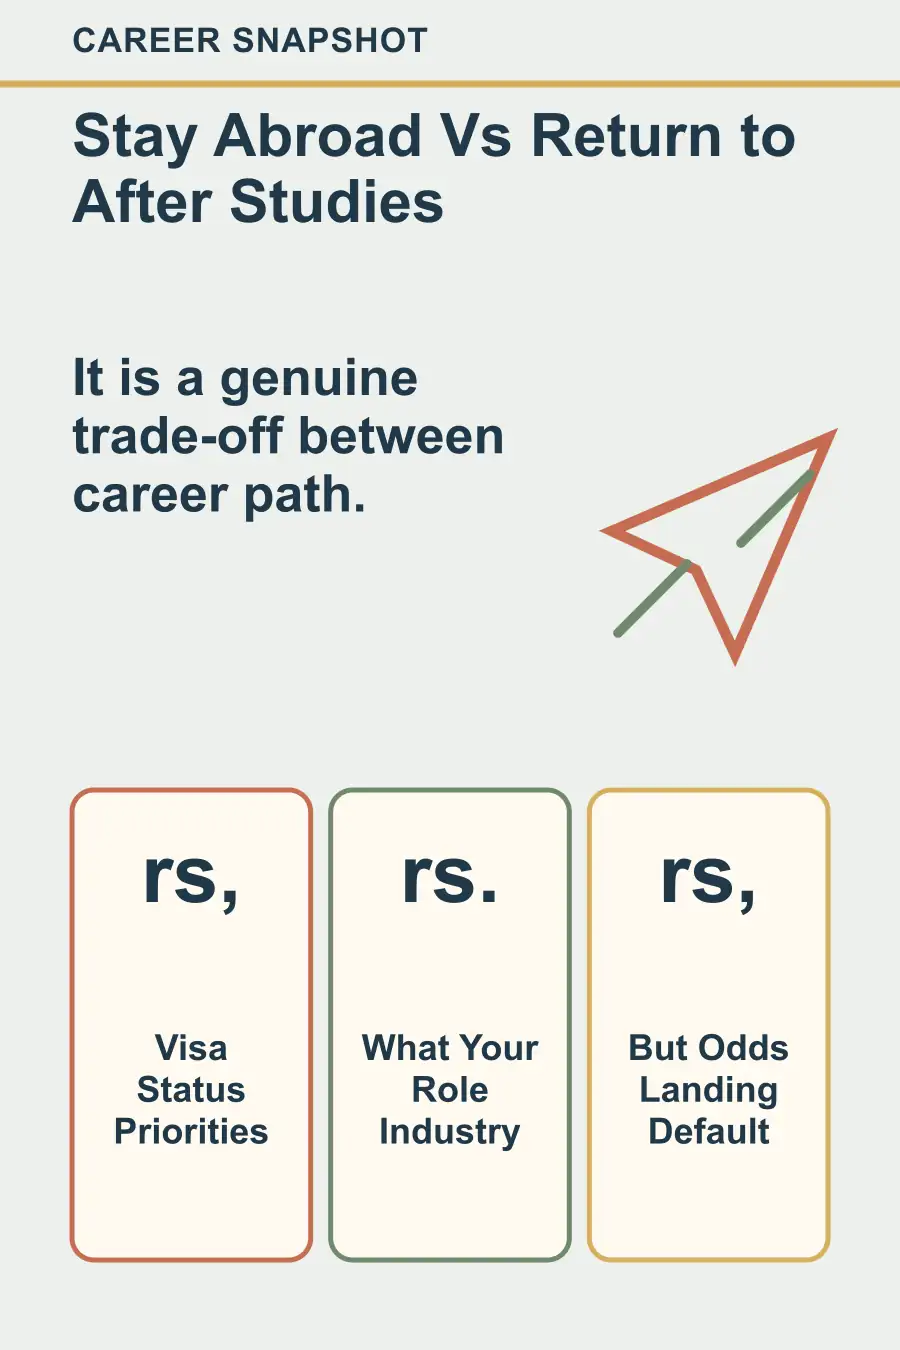 CAREER SNAPSHOT
Stay Abroad Vs Return to
After Studies
It is a genuine
trade-off between
career path.
rs,
Visa
Status
Priorities
rs.
What Your
Role
Industry
rs,
But Odds
Landing
Default